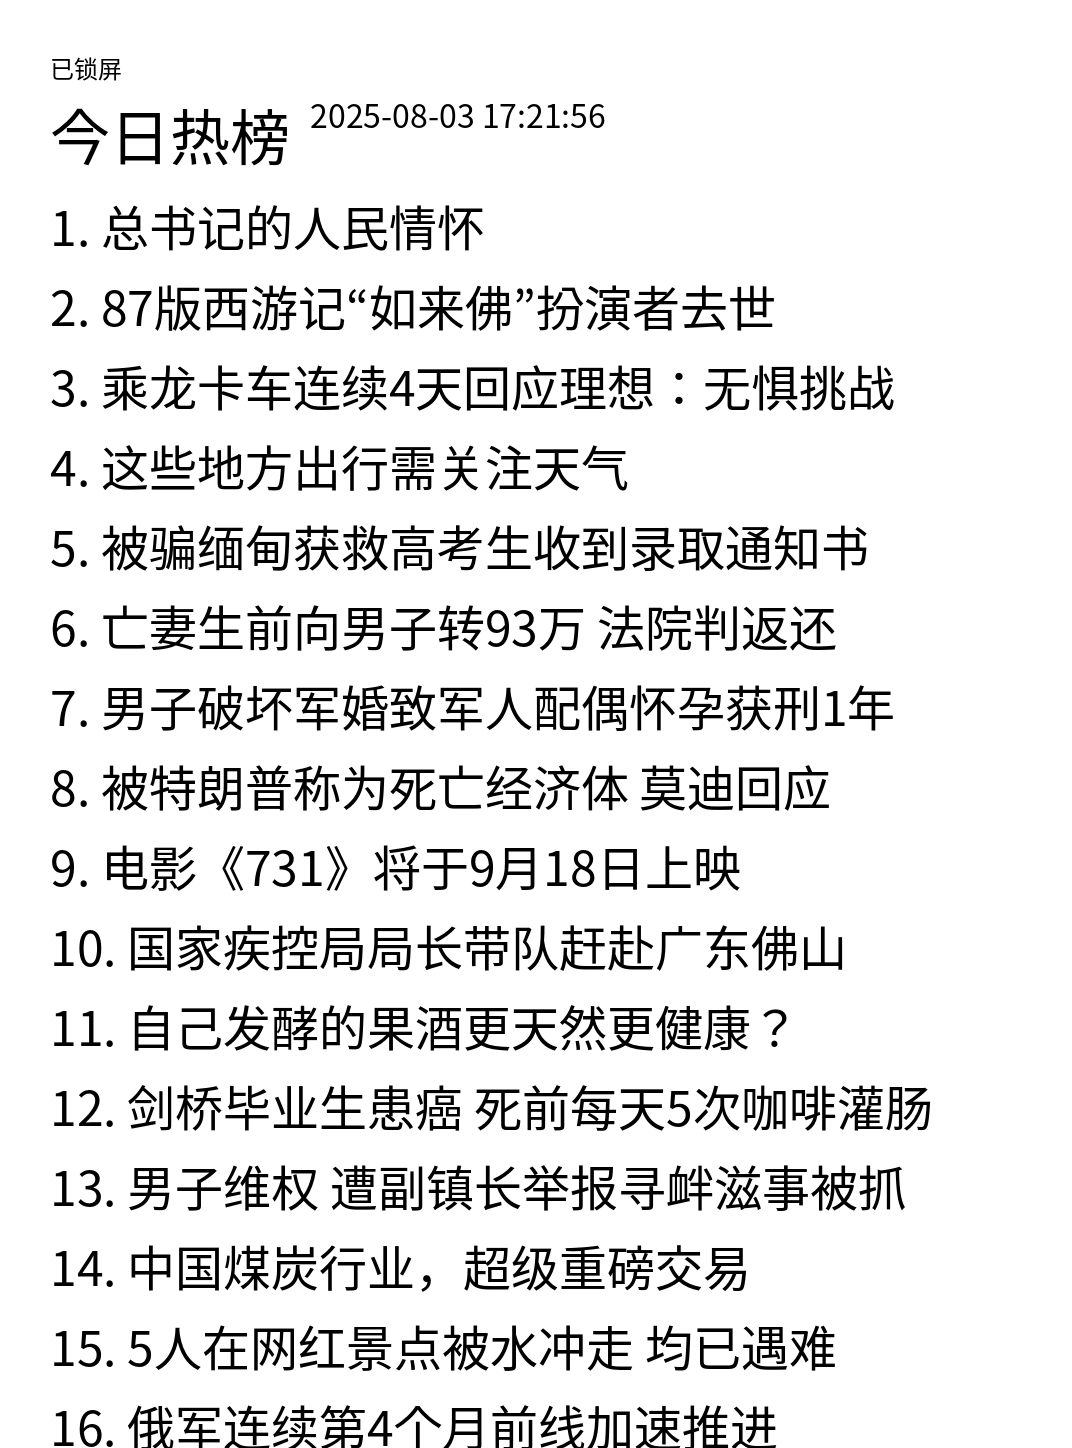 已锁屏
今日热榜 2025-08-03 17:21:56
1. 总书记的人民情怀
2. 87版西游记“如来佛”扮演者去世
3. 乘龙卡车连续4天回应理想：无惧挑战
4. 这些地方出行需关注天气
5. 被骗缅甸获救高考生收到录取通知书
6. 亡妻生前向男子转93万 法院判返还
7. 男子破坏军婚致军人配偶怀孕获刑1年
8. 被特朗普称为死亡经济体 莫迪回应
9. 电影《731》将于9月18日上映
10. 国家疾控局局长带队赶赴广东佛山
11. 自己发酵的果酒更天然更健康？
12. 剑桥毕业生患癌 死前每天5次咖啡灌肠
13. 男子维权 遭副镇长举报寻衅滋事被抓
14. 中国煤炭行业，超级重磅交易
15. 5人在网红景点被水冲走 均已遇难
16. 俄军连续第4个月前线加速推进